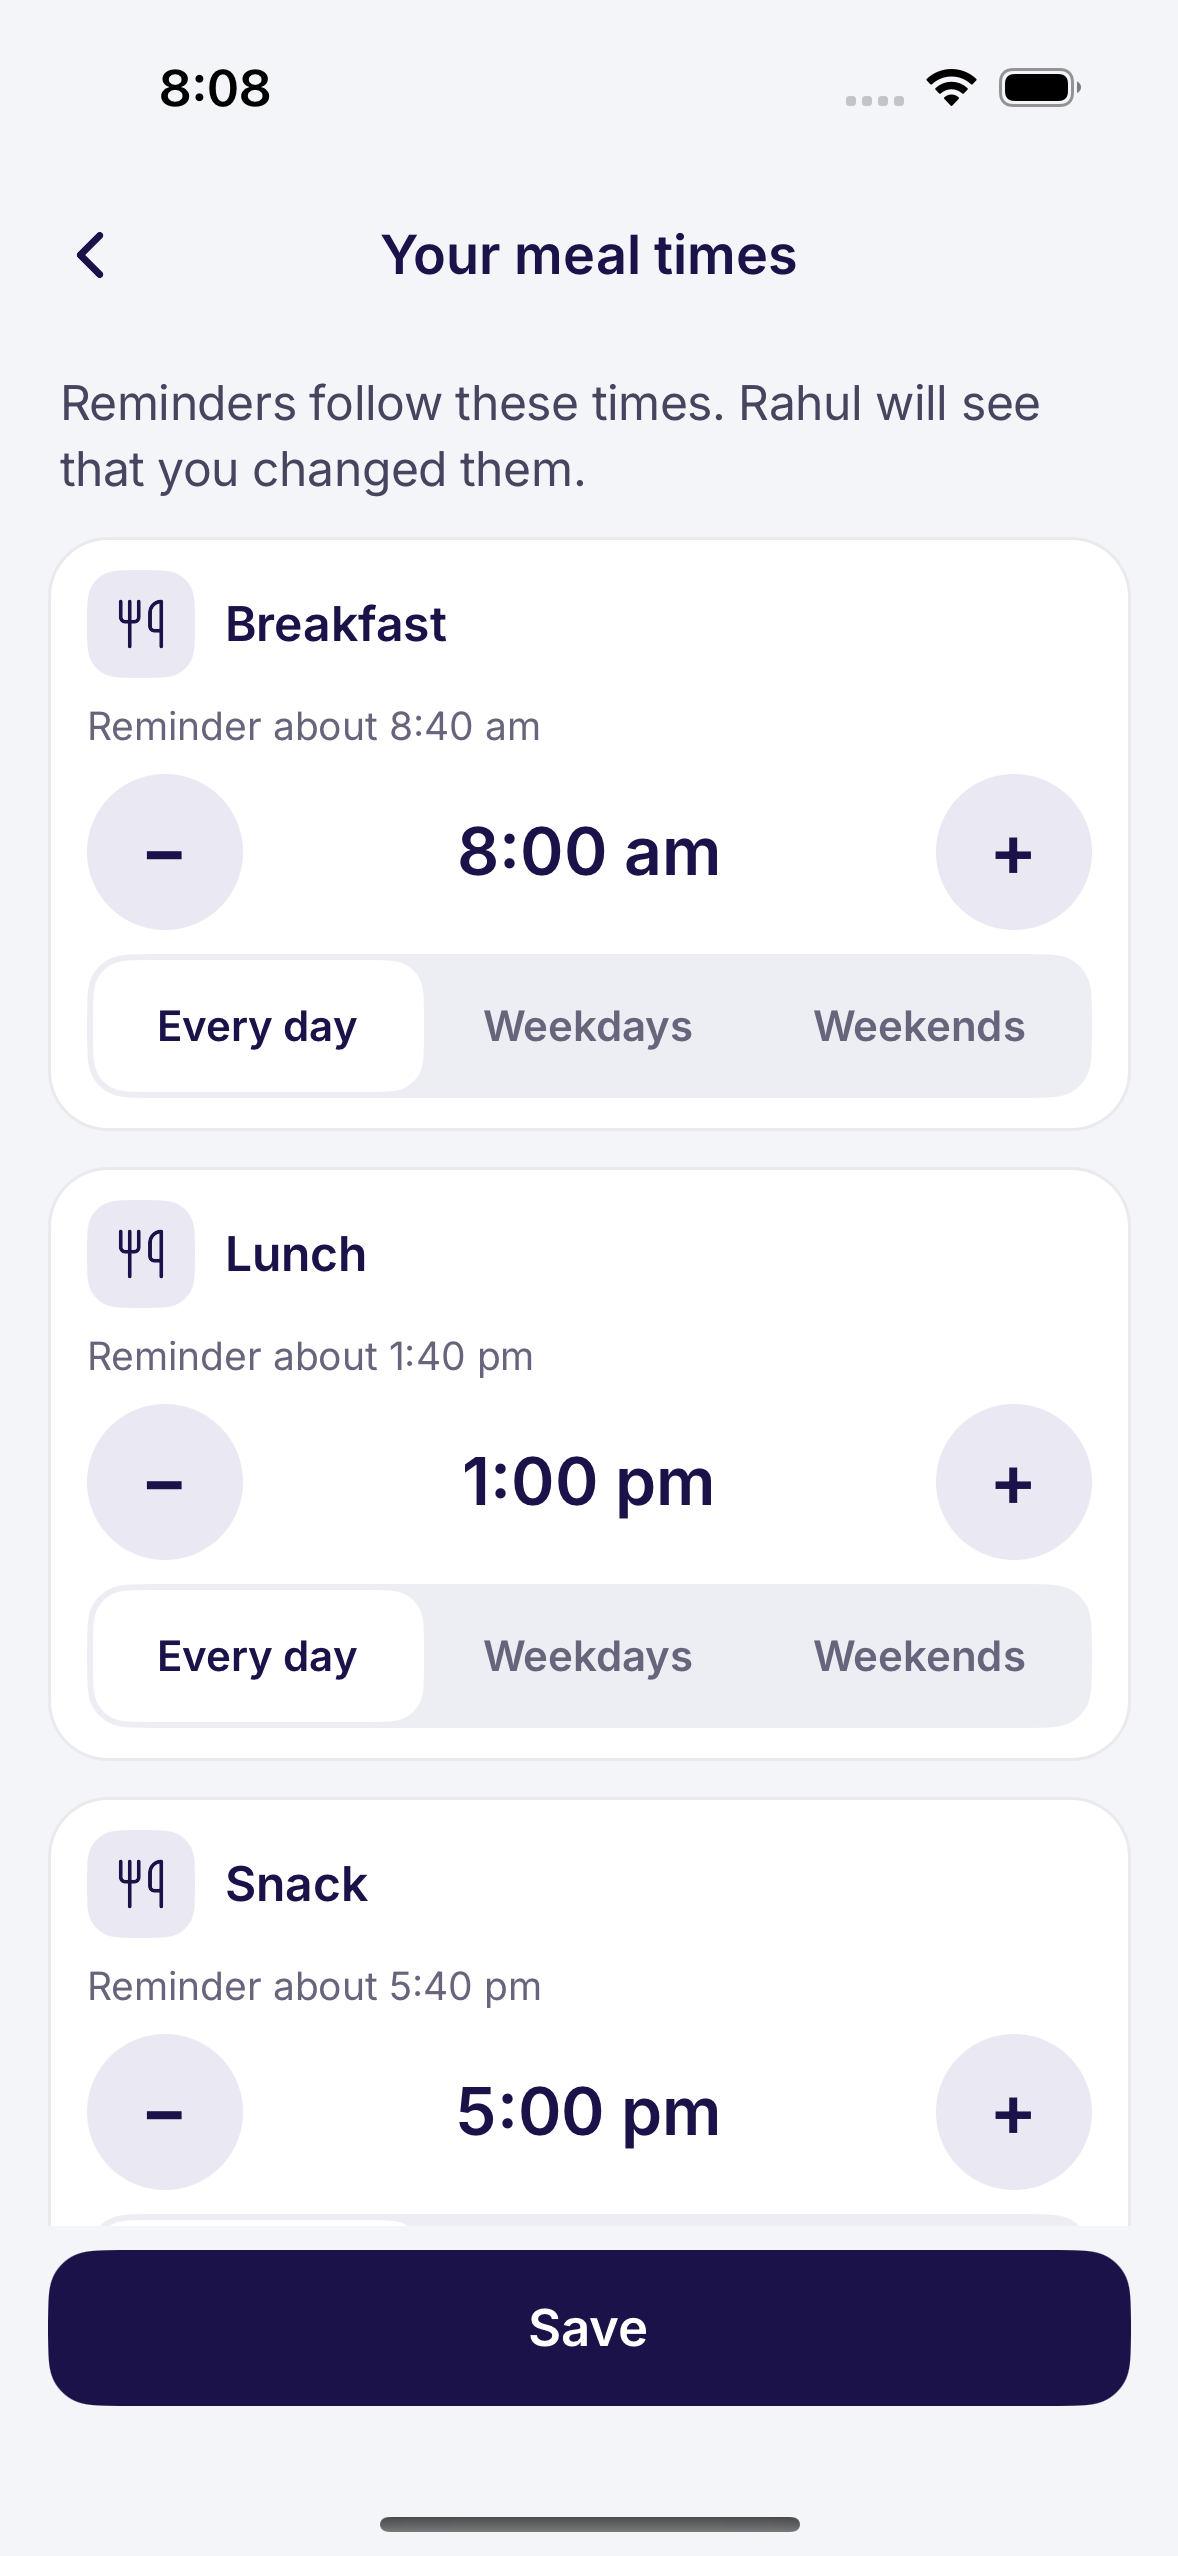 8:08
Your meal times
Reminders follow these times. Rahul will see
that you changed them.
Breakfast
Reminder about 8:40 am
− 8:00 am +
Every day Weekdays Weekends
Lunch
Reminder about 1:40 pm
− 1:00 pm +
Every day Weekdays Weekends
Snack
Reminder about 5:40 pm
− 5:00 pm +
Save